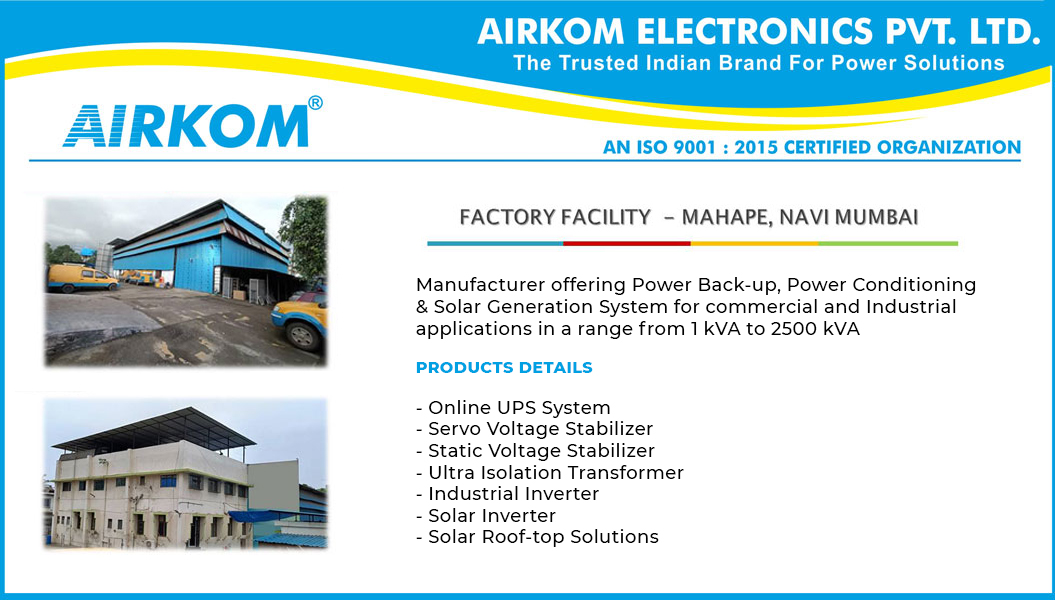 AIRKOM ELECTRONICS PVT. LTD.
The Trusted Indian Brand For Power Solutions
AIRKOM®
AN ISO 9001 : 2015 CERTIFIED ORGANIZATION
FACTORY FACILITY – MAHAPE, NAVI MUMBAI
Manufacturer offering Power Back-up, Power Conditioning
& Solar Generation System for commercial and Industrial
applications in a range from 1 kVA to 2500 kVA
PRODUCTS DETAILS
- Online UPS System
- Servo Voltage Stabilizer
- Static Voltage Stabilizer
- Ultra Isolation Transformer
- Industrial Inverter
- Solar Inverter
- Solar Roof-top Solutions